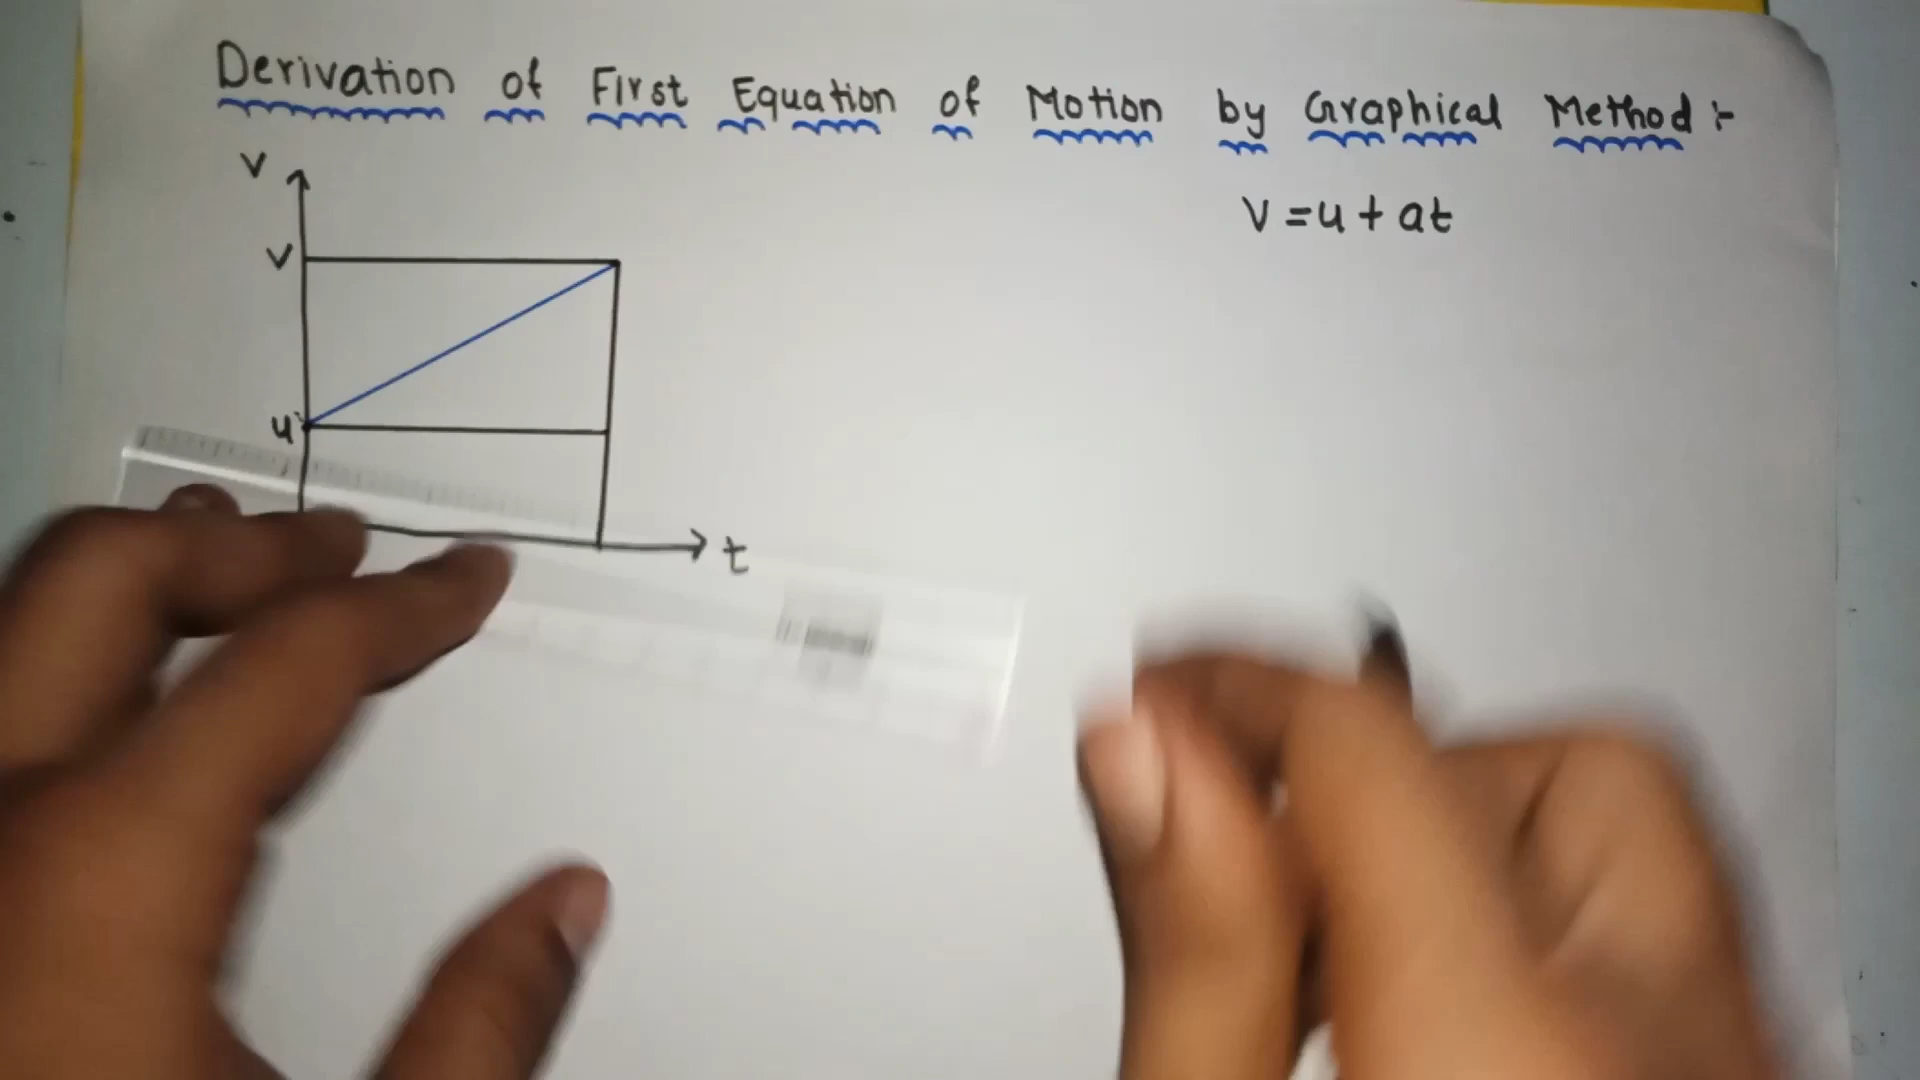 Derivation of First Equation of Motion by Graphical Method :-
V
V = u + at
V
u
t